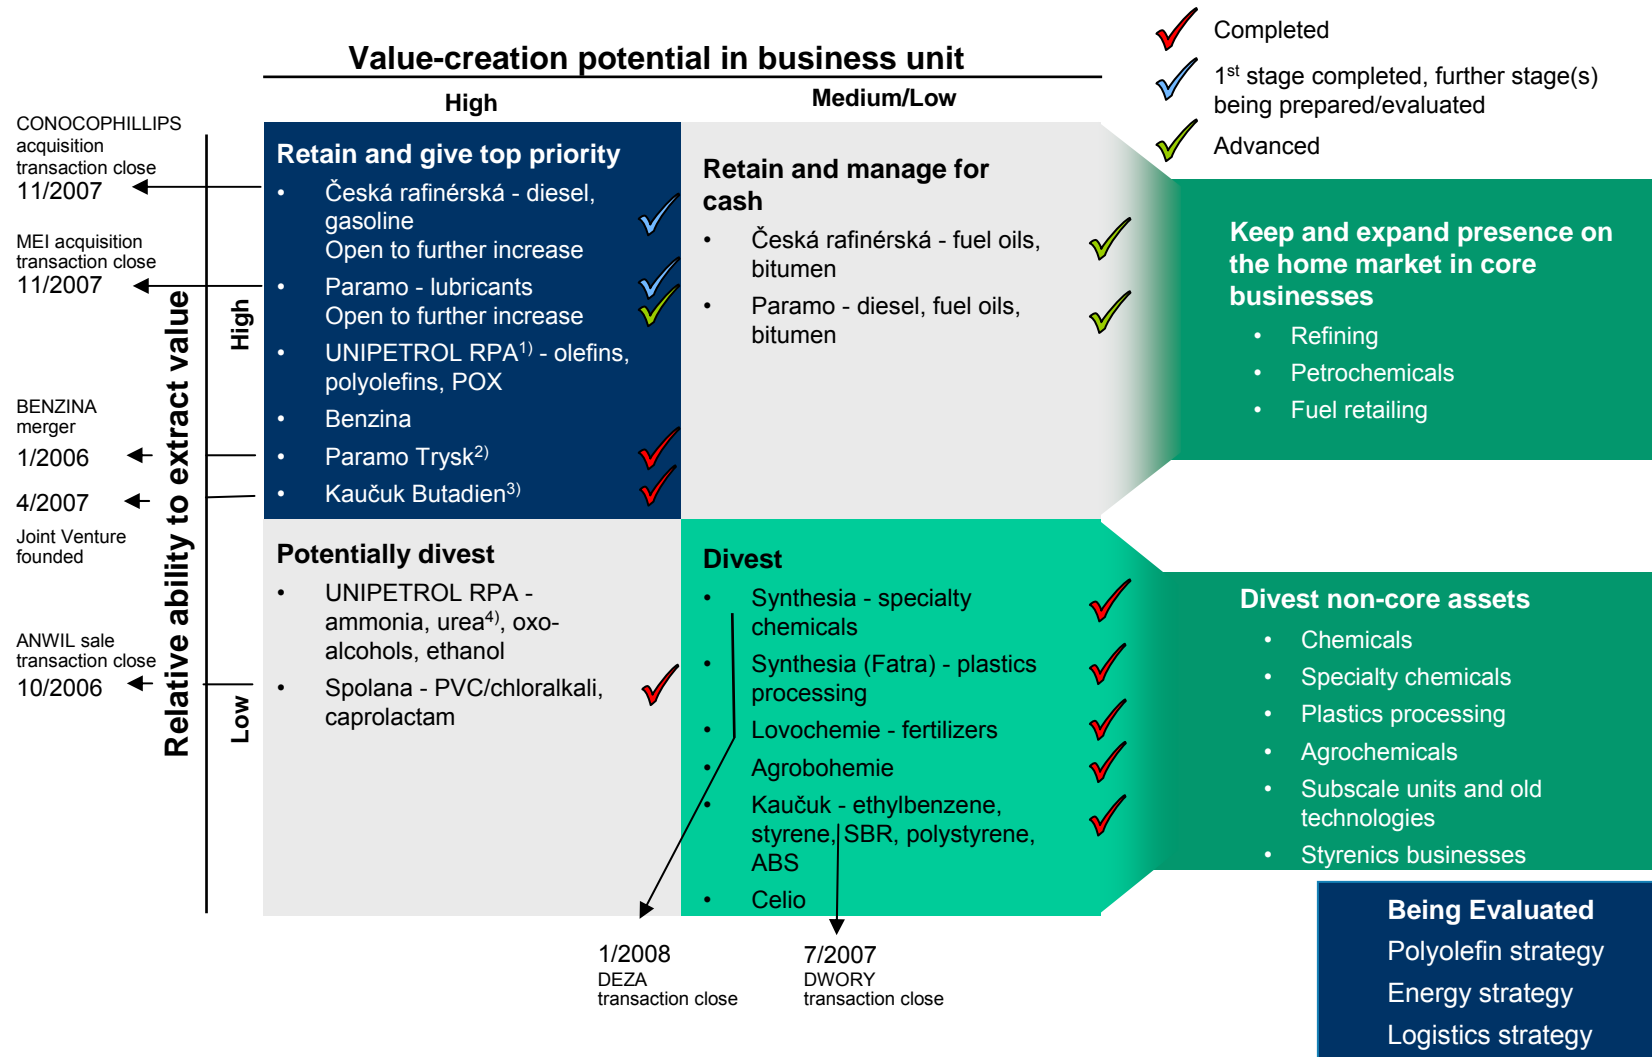 Value-creation potential in business unit
High
Medium/Low
Completed
1st stage completed, further stage(s)
being prepared/evaluated
Advanced
CONOCOPHILLIPS
acquisition
transaction close
11/2007
MEI acquisition
transaction close
11/2007
BENZINA
merger
1/2006
4/2007
Joint Venture
founded
ANWIL sale
transaction close
10/2006
Relative ability to extract value
High
Low
Retain and give top priority
• Česká rafinérská - diesel,
gasoline
Open to further increase
• Paramo - lubricants
Open to further increase
• UNIPETROL RPA1) - olefins,
polyolefins, POX
• Benzina
• Paramo Trysk2)
• Kaučuk Butadien3)
Retain and manage for
cash
• Česká rafinérská - fuel oils,
bitumen
• Paramo - diesel, fuel oils,
bitumen
Keep and expand presence on
the home market in core
businesses
• Refining
• Petrochemicals
• Fuel retailing
Potentially divest
• UNIPETROL RPA -
ammonia, urea4), oxo-
alcohols, ethanol
• Spolana - PVC/chloralkali,
caprolactam
Divest
• Synthesia - specialty
chemicals
• Synthesia (Fatra) - plastics
processing
• Lovochemie - fertilizers
• Agrobohemie
• Kaučuk - ethylbenzene,
styrene, SBR, polystyrene,
ABS
• Celio
Divest non-core assets
• Chemicals
• Specialty chemicals
• Plastics processing
• Agrochemicals
• Subscale units and old
technologies
• Styrenics businesses
1/2008
DEZA
transaction close
7/2007
DWORY
transaction close
Being Evaluated
Polyolefin strategy
Energy strategy
Logistics strategy